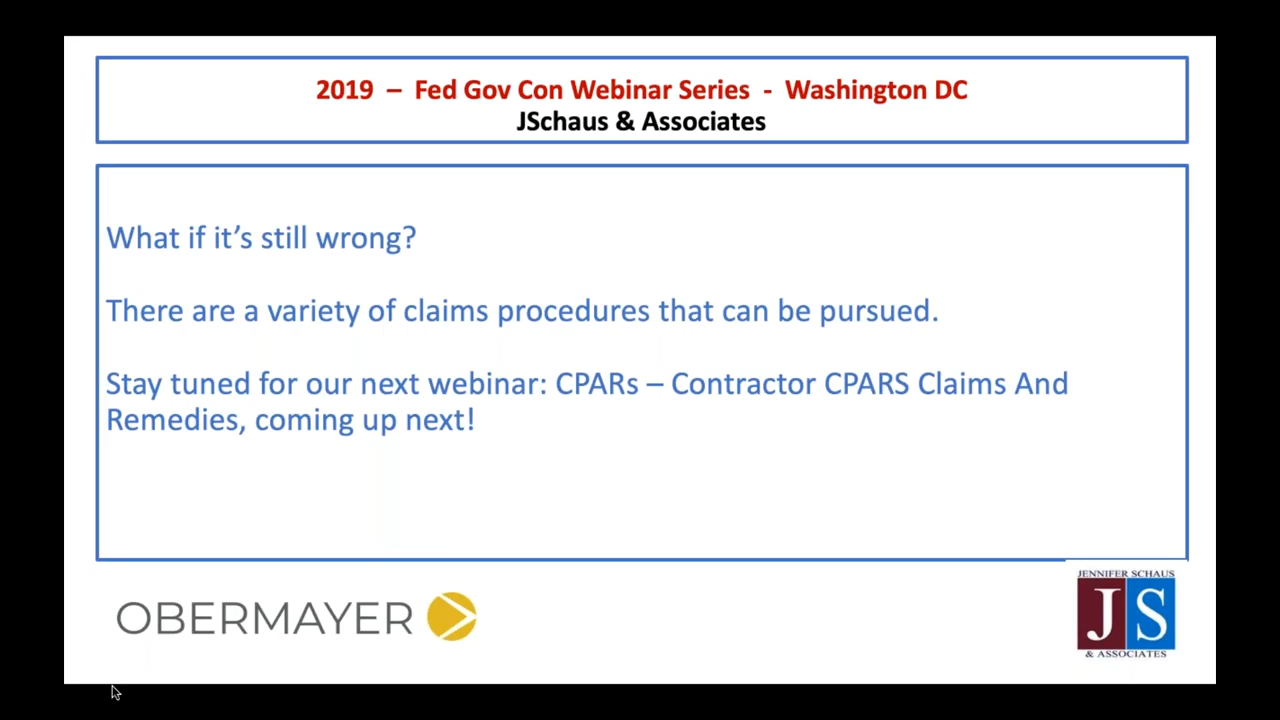 2019 – Fed Gov Con Webinar Series - Washington DC
JSchaus & Associates
What if it’s still wrong?
There are a variety of claims procedures that can be pursued.
Stay tuned for our next webinar: CPARs – Contractor CPARS Claims And
Remedies, coming up next!
OBERMAYER
JENNIFER SCHAUS
JS
& ASSOCIATES